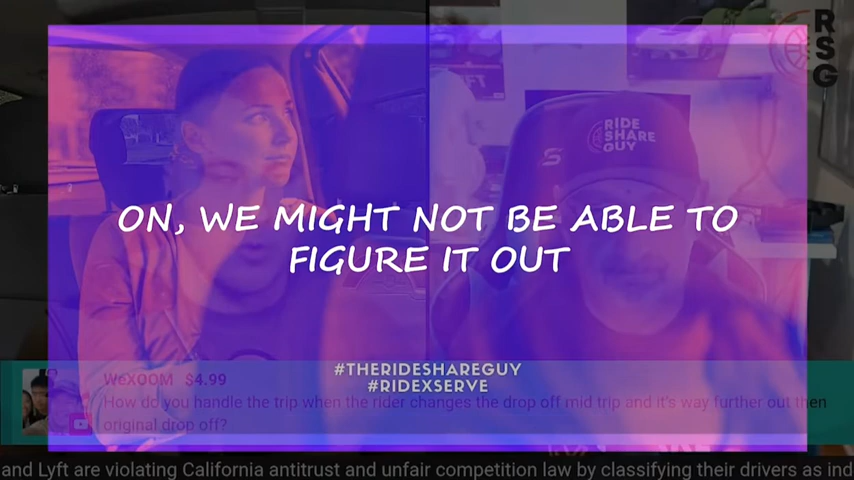 RSG
RIDE
SHARE
GUY
ON, WE MIGHT NOT BE ABLE TO
FIGURE IT OUT
#THERIDESHAREGUY
#RIDEXSERVE
WeXOOM $4.99
How do you handle the trip when the rider changes the drop off mid trip and it's way further out then
original drop off?
and Lyft are violating California antitrust and unfair competition law by classifying their drivers as ind